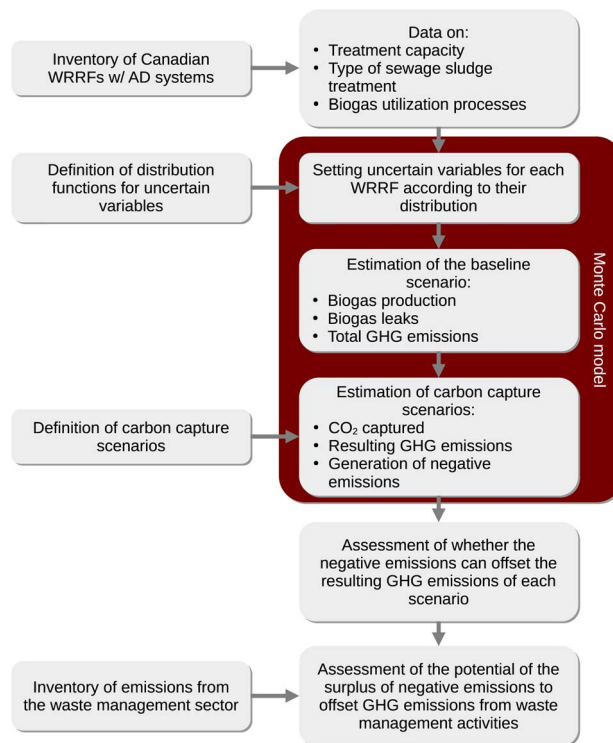 Inventory of Canadian
WRRFs w/ AD systems
Data on:
• Treatment capacity
• Type of sewage sludge
treatment
• Biogas utilization processes
Definition of distribution
functions for uncertain
variables
Setting uncertain variables for each
WRRF according to their
distribution
Estimation of the baseline
scenario:
• Biogas production
• Biogas leaks
• Total GHG emissions
Monte Carlo model
Definition of carbon capture
scenarios
Estimation of carbon capture
scenarios:
• CO₂ captured
• Resulting GHG emissions
• Generation of negative
emissions
Assessment of whether the
negative emissions can offset the
resulting GHG emissions of each
scenario
Inventory of emissions from
the waste management sector
Assessment of the potential of the
surplus of negative emissions to
offset GHG emissions from waste
management activities